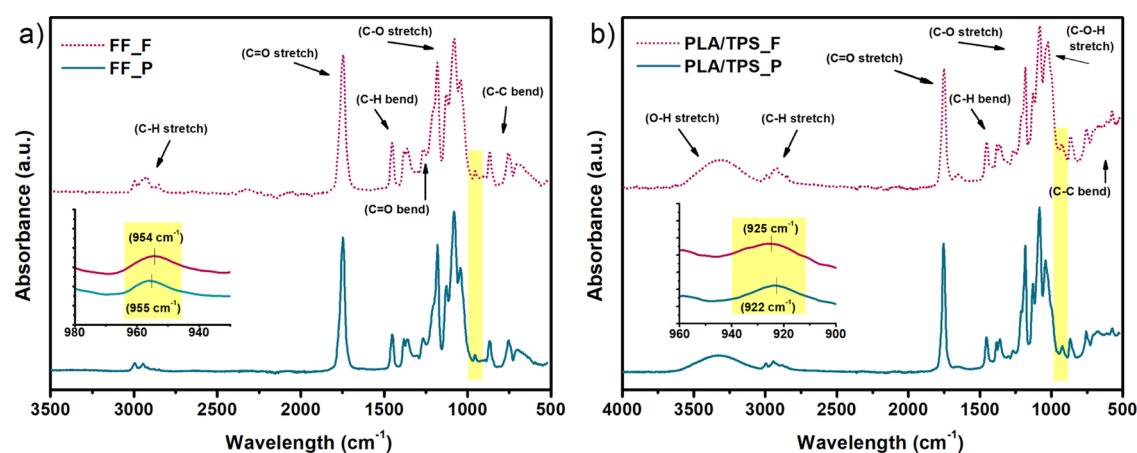 a)
FF_F
FF_P
(C-H stretch)
(C=O stretch)
(C-H bend)
(C-O stretch)
(C=O bend)
(C-C bend)
(954 cm-1)
(955 cm-1)
980 960 940
Absorbance (a.u.)
3500 3000 2500 2000 1500 1000 500
Wavelength (cm-1)
b)
PLA/TPS_F
PLA/TPS_P
(O-H stretch)
(C-H stretch)
(C=O stretch)
(C-H bend)
(C-O stretch)
(C-O-H
stretch)
(C-C bend)
(925 cm-1)
(922 cm-1)
960 940 920 900
Absorbance (a.u.)
4000 3500 3000 2500 2000 1500 1000 500
Wavelength (cm-1)